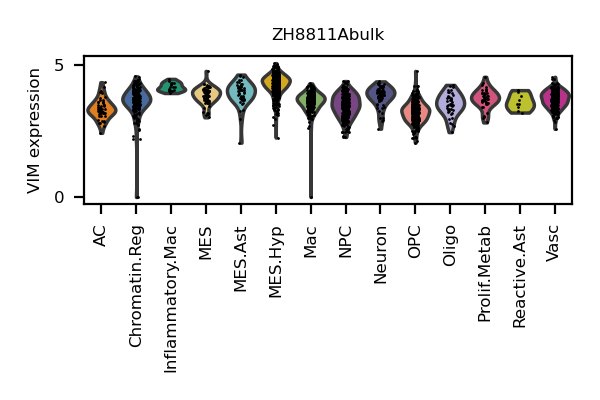 ZH8811Abulk
VIM expression
5
0
AC
Chromatin.Reg
Inflammatory.Mac
MES
MES.Ast
MES.Hyp
Mac
NPC
Neuron
OPC
Oligo
Prolif.Metab
Reactive.Ast
Vasc